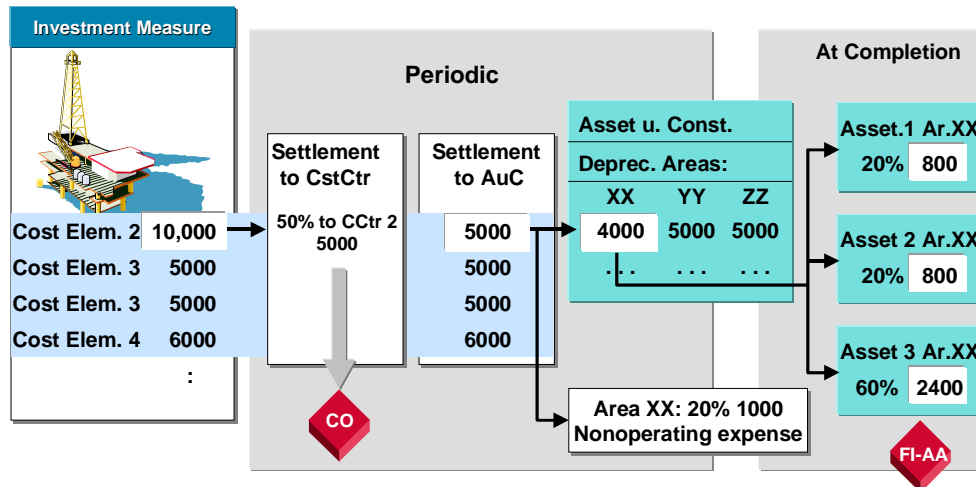 Investment Measure
Cost Elem. 2 10,000
Cost Elem. 3 5000
Cost Elem. 3 5000
Cost Elem. 4 6000
:
Periodic
Settlement
to CstCtr
50% to CCtr 2
5000
CO
Settlement
to AuC
5000
5000
5000
6000
Asset u. Const.
Deprec. Areas:
XX YY ZZ
4000 5000 5000
. . . . . . . . .
Area XX: 20% 1000
Nonoperating expense
At Completion
Asset.1 Ar.XX
20% 800
Asset 2 Ar.XX
20% 800
Asset 3 Ar.XX
60% 2400
FI-AA